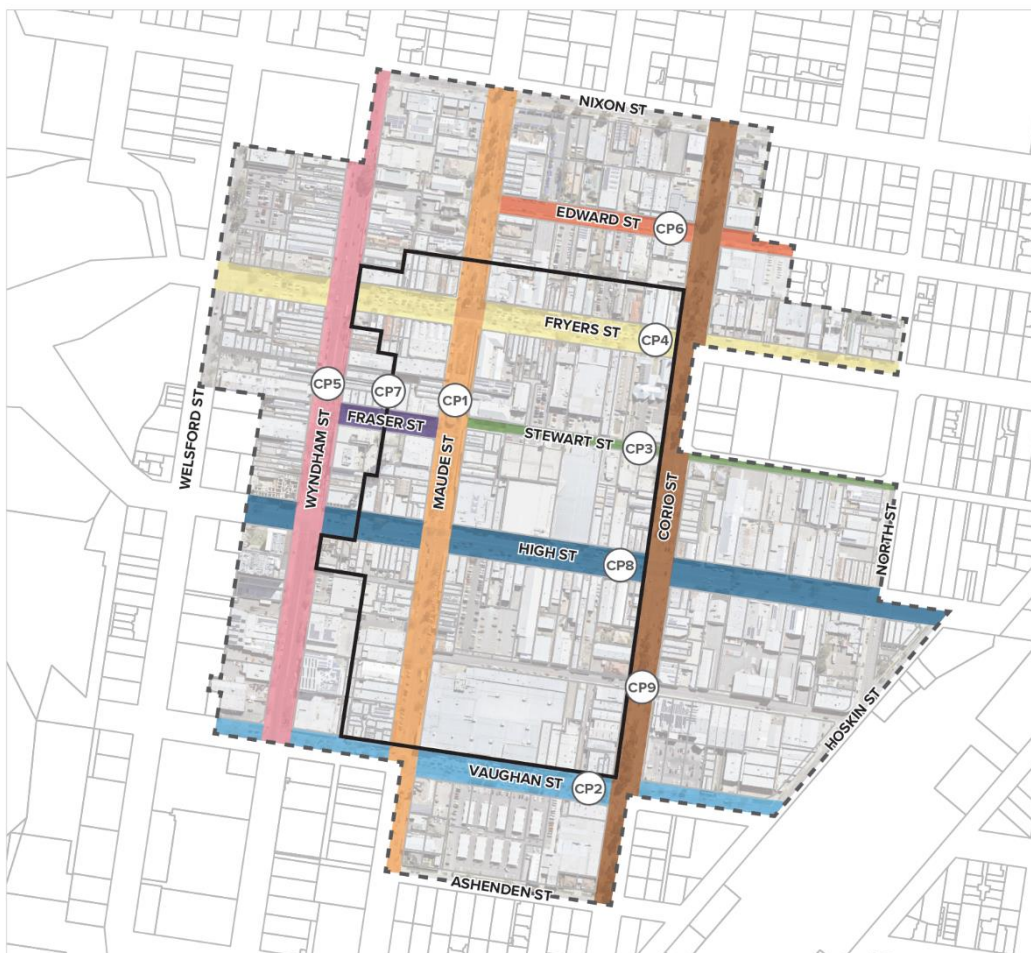 NIXON ST
EDWARD ST
CP6
FRYERS ST
CP4
CP5
CP7
CP1
FRASER ST
STEWART ST
CP3
WELSFORD ST
WYNDHAM ST
MAUDE ST
CORIO ST
NORTH ST
HIGH ST
CP8
CP9
HOSKIN ST
VAUGHAN ST
CP2
ASHENDEN ST